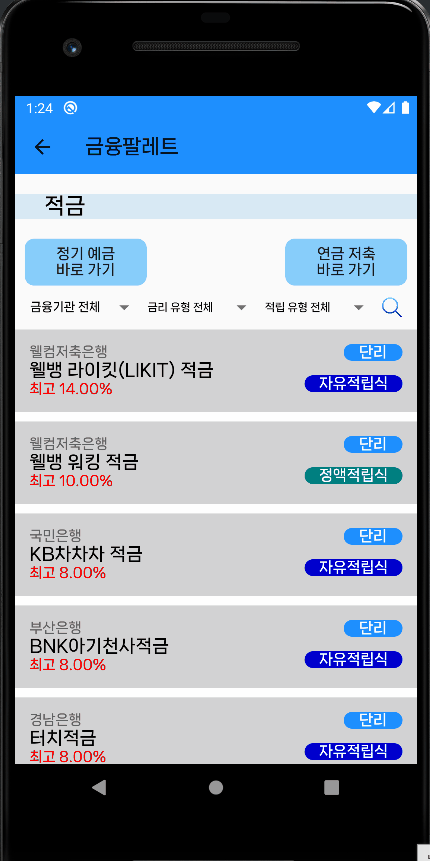 1:24
금융팔레트
적금
정기 예금
바로 가기
연금 저축
바로 가기
금융기관 전체
금리 유형 전체
적립 유형 전체
웰컴저축은행
웰뱅 라이킷(LIKIT) 적금
최고 14.00%
단리
자유적립식
웰컴저축은행
웰뱅 워킹 적금
최고 10.00%
단리
정액적립식
국민은행
KB차차차 적금
최고 8.00%
단리
자유적립식
부산은행
BNK아기천사적금
최고 8.00%
단리
자유적립식
경남은행
터치적금
최고 8.00%
단리
자유적립식